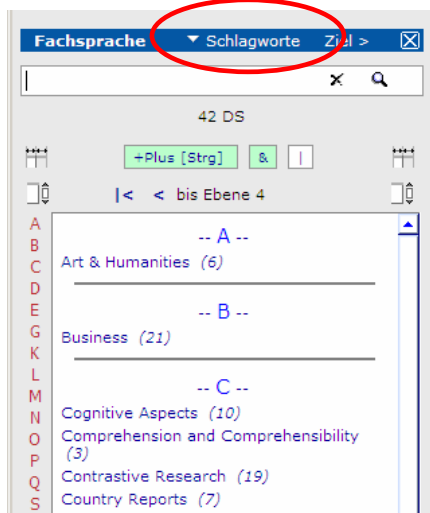 Fachsprache ▼ Schlagworte Ziel >
42 DS
+Plus [Strg] & |
|< < bis Ebene 4
A
B
C
D
E
G
K
L
M
N
O
P
Q
S
-- A --
Art & Humanities (6)
-- B --
Business (21)
-- C --
Cognitive Aspects (10)
Comprehension and Comprehensibility
(3)
Contrastive Research (19)
Country Reports (7)